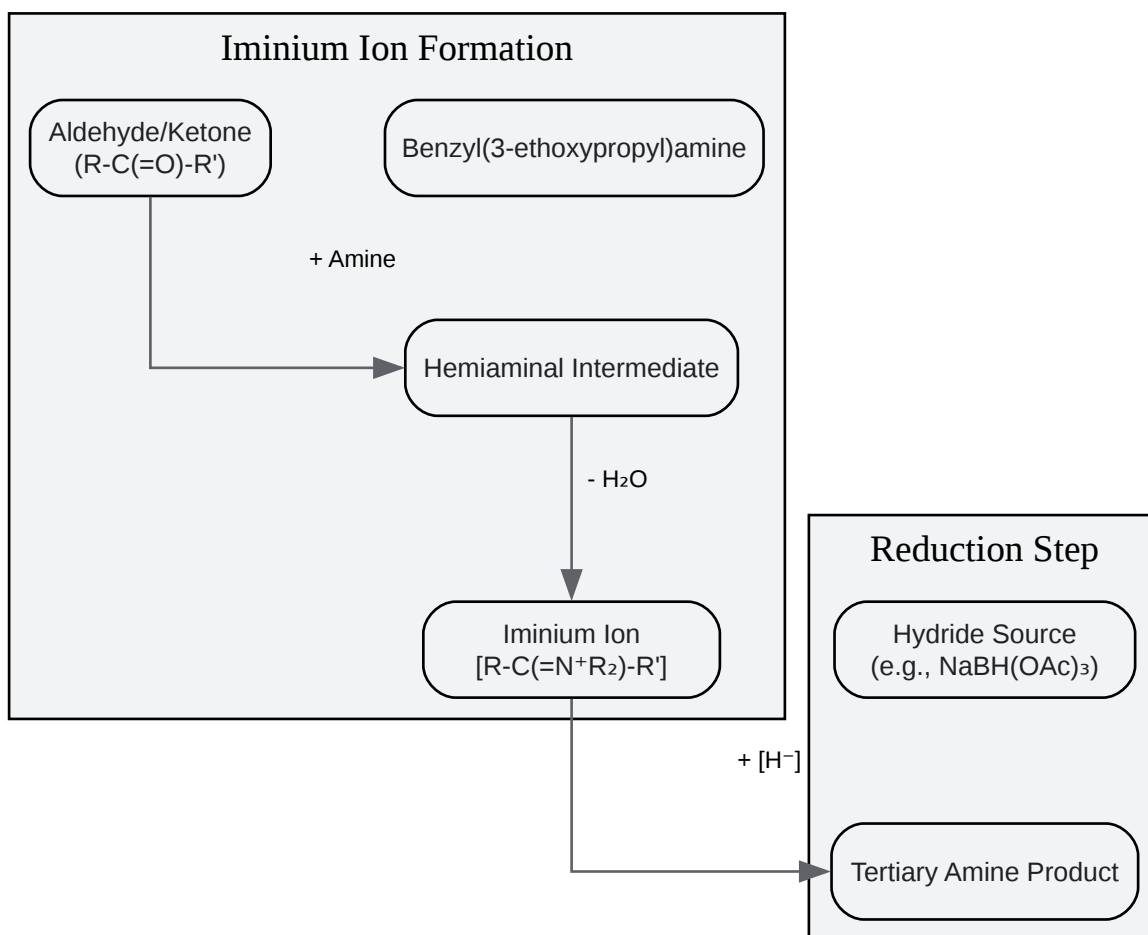 Iminium Ion Formation
Aldehyde/Ketone
(R-C(=O)-R')
Benzyl(3-ethoxypropyl)amine
+ Amine
Hemiaminal Intermediate
- H₂O
Reduction Step
Iminium Ion
[R-C(=N⁺R₂)-R']
Hydride Source
(e.g., NaBH(OAc)₃)
+ [H⁻]
Tertiary Amine Product